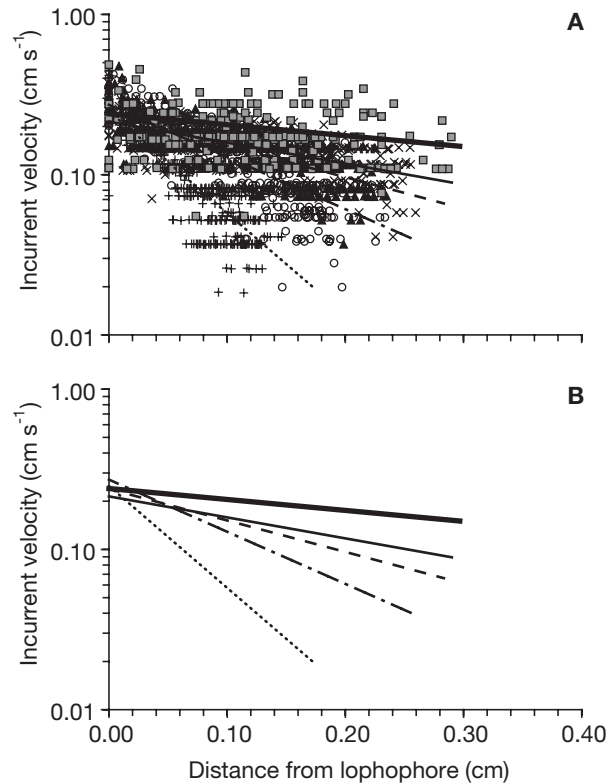 A
1.00
0.10
0.01
Incurrent velocity (cm s⁻¹)
B
1.00
0.10
0.01
Incurrent velocity (cm s⁻¹)
0.00 0.10 0.20 0.30 0.40
Distance from lophophore (cm)